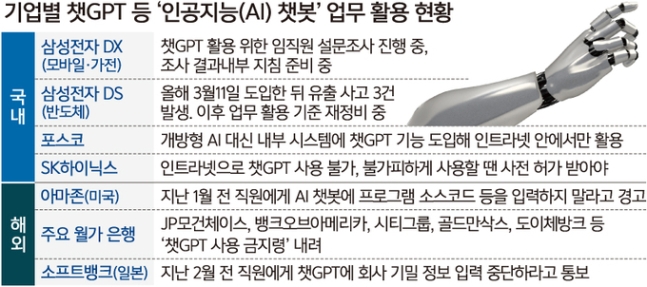 기업별 챗GPT 등 '인공지능(AI) 챗봇' 업무 활용 현황
국내
삼성전자 DX
(모바일·가전)
챗GPT 활용 위한 임직원 설문조사 진행 중,
조사 결과내부 지침 준비 중
삼성전자 DS
(반도체)
올해 3월11일 도입한 뒤 유출 사고 3건
발생. 이후 업무 활용 기준 재정비 중
포스코
개방형 AI 대신 내부 시스템에 챗GPT 기능 도입해 인트라넷 안에서만 활용
SK하이닉스
인트라넷으로 챗GPT 사용 불가, 불가피하게 사용할 땐 사전 허가 받아야
해외
아마존(미국)
지난 1월 전 직원에게 AI 챗봇에 프로그램 소스코드 등을 입력하지 말라고 경고
주요 월가 은행
JP모건체이스, 뱅크오브아메리카, 시티그룹, 골드만삭스, 도이체방크 등
'챗GPT 사용 금지령' 내려
소프트뱅크(일본)
지난 2월 전 직원에게 챗GPT에 회사 기밀 정보 입력 중단하라고 통보